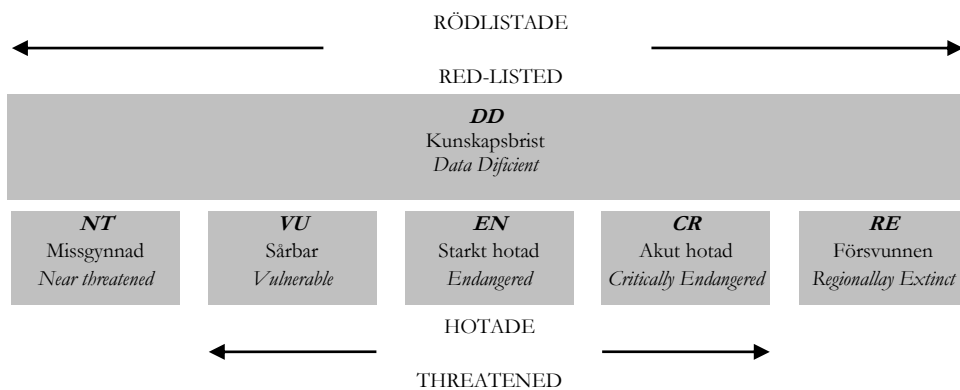 RÖDLISTADE
RED-LISTED
DD
Kunskapsbrist
Data Dificient
NT
Missgynnad
Near threatened
VU
Sårbar
Vulnerable
EN
Starkt hotad
Endangered
CR
Akut hotad
Critically Endangered
RE
Försvunnen
Regionallay Extinct
HOTADE
THREATENED